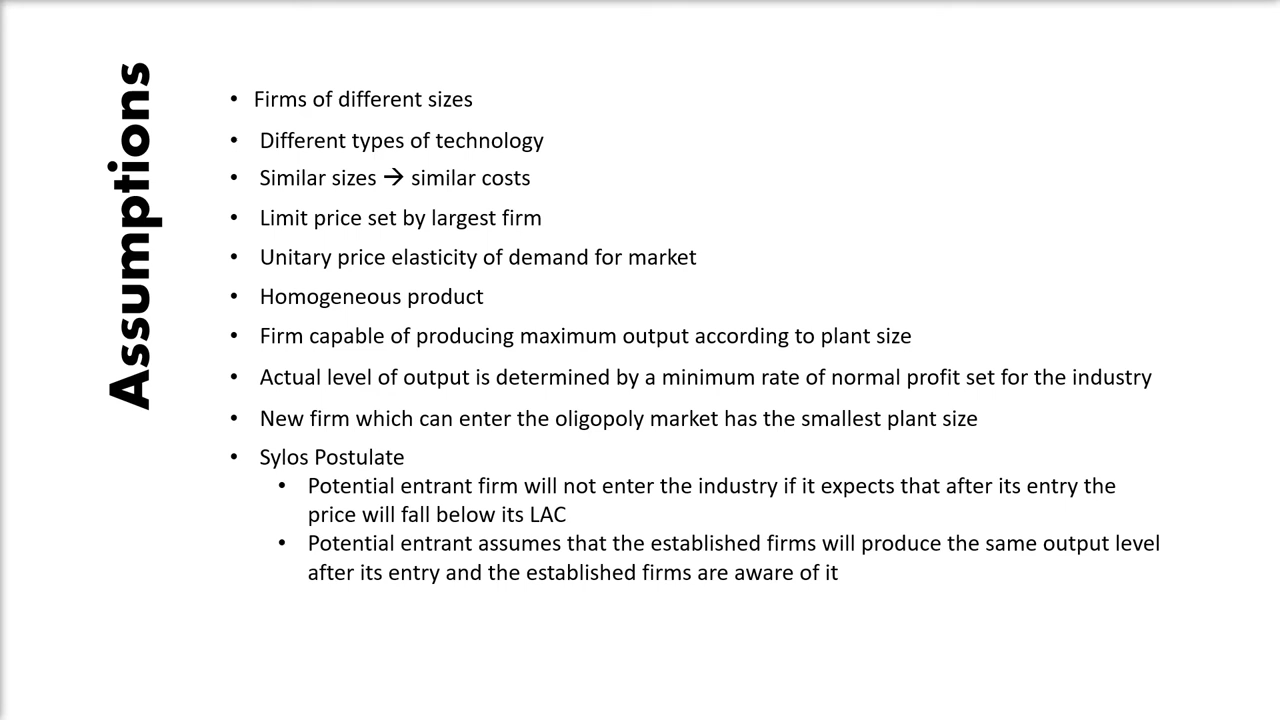 Assumptions
• Firms of different sizes
• Different types of technology
• Similar sizes → similar costs
• Limit price set by largest firm
• Unitary price elasticity of demand for market
• Homogeneous product
• Firm capable of producing maximum output according to plant size
• Actual level of output is determined by a minimum rate of normal profit set for the industry
• New firm which can enter the oligopoly market has the smallest plant size
• Sylos Postulate
• Potential entrant firm will not enter the industry if it expects that after its entry the
price will fall below its LAC
• Potential entrant assumes that the established firms will produce the same output level
after its entry and the established firms are aware of it